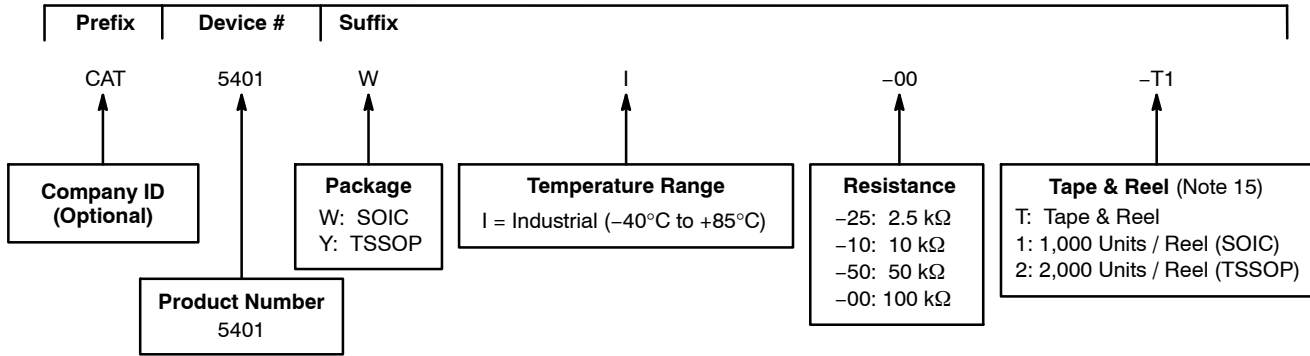 Prefix Device # Suffix
CAT 5401 W I −00 −T1
Company ID
(Optional)
Product Number
5401
Package
W: SOIC
Y: TSSOP
Temperature Range
I = Industrial (−40°C to +85°C)
Resistance
−25: 2.5 kΩ
−10: 10 kΩ
−50: 50 kΩ
−00: 100 kΩ
Tape & Reel (Note 15)
T: Tape & Reel
1: 1,000 Units / Reel (SOIC)
2: 2,000 Units / Reel (TSSOP)